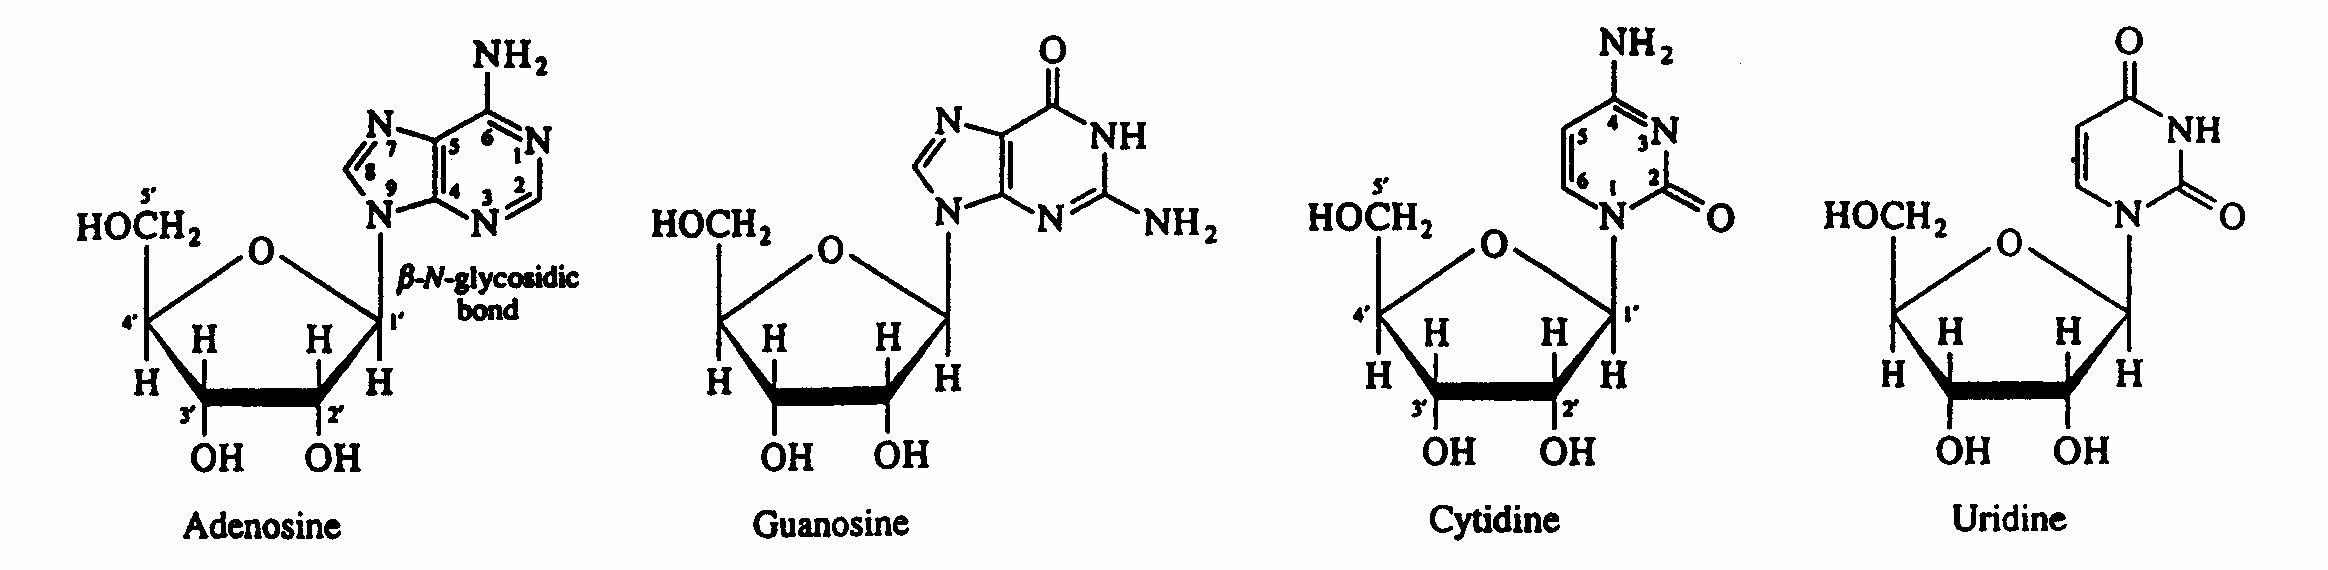 NH2
N
7
5
6
N
1
8
9
4
3
2
N
N
5'
HOCH2
O
β-N-glycosidic
bond
4'
1'
H
H
H
H
3'
2'
OH
OH
Adenosine
O
N
NH
N
N
NH2
HOCH2
O
H
H
H
H
OH
OH
Guanosine
NH2
4
5
N
3
6
1
2
N
O
5'
HOCH2
O
4'
1'
H
H
H
H
3'
2'
OH
OH
Cytidine
O
NH
N
O
HOCH2
O
H
H
H
H
OH
OH
Uridine